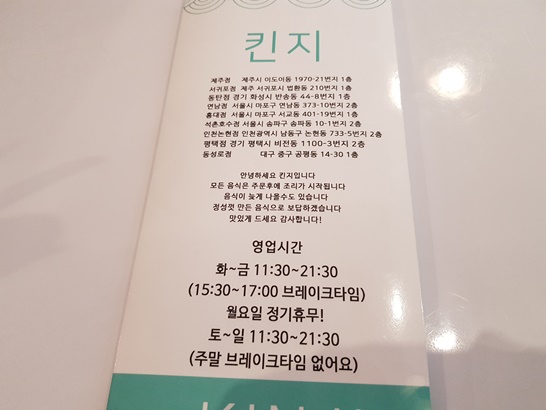 킨지
제주점 제주시 이도이동 1970-21번지 1층
서귀포점 제주 서귀포시 법환동 210번지 1층
동탄점 경기 화성시 반송동 44-8번지 1층
연남점 서울시 마포구 연남동 373-10번지 2층
홍대점 서울시 마포구 서교동 401-19번지 1층
석촌호수점 서울시 송파구 송파동 10-1번지 2층
인천논현점 인천광역시 남동구 논현동 733-5번지 2층
평택점 경기 평택시 비전동 1100-3번지 2층
동성로점 대구 중구 공평동 14-30 1층
안녕하세요 킨지입니다
모든 음식은 주문후에 조리가 시작됩니다
음식이 늦게 나올수도 있습니다
정성껏 만든 음식으로 보답하겠습니다
맛있게 드세요 감사합니다!
영업시간
화~금 11:30~21:30
(15:30~17:00 브레이크타임)
월요일 정기휴무!
토~일 11:30~21:30
(주말 브레이크타임 없어요)